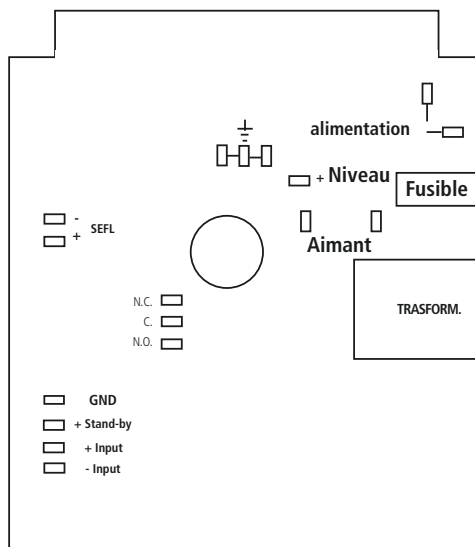 alimentation
+ Niveau
Fusible
- 
+ SEFL
Aimant
N.C.
C.
N.O.
TRASFORM.
GND
+ Stand-by
+ Input
- Input